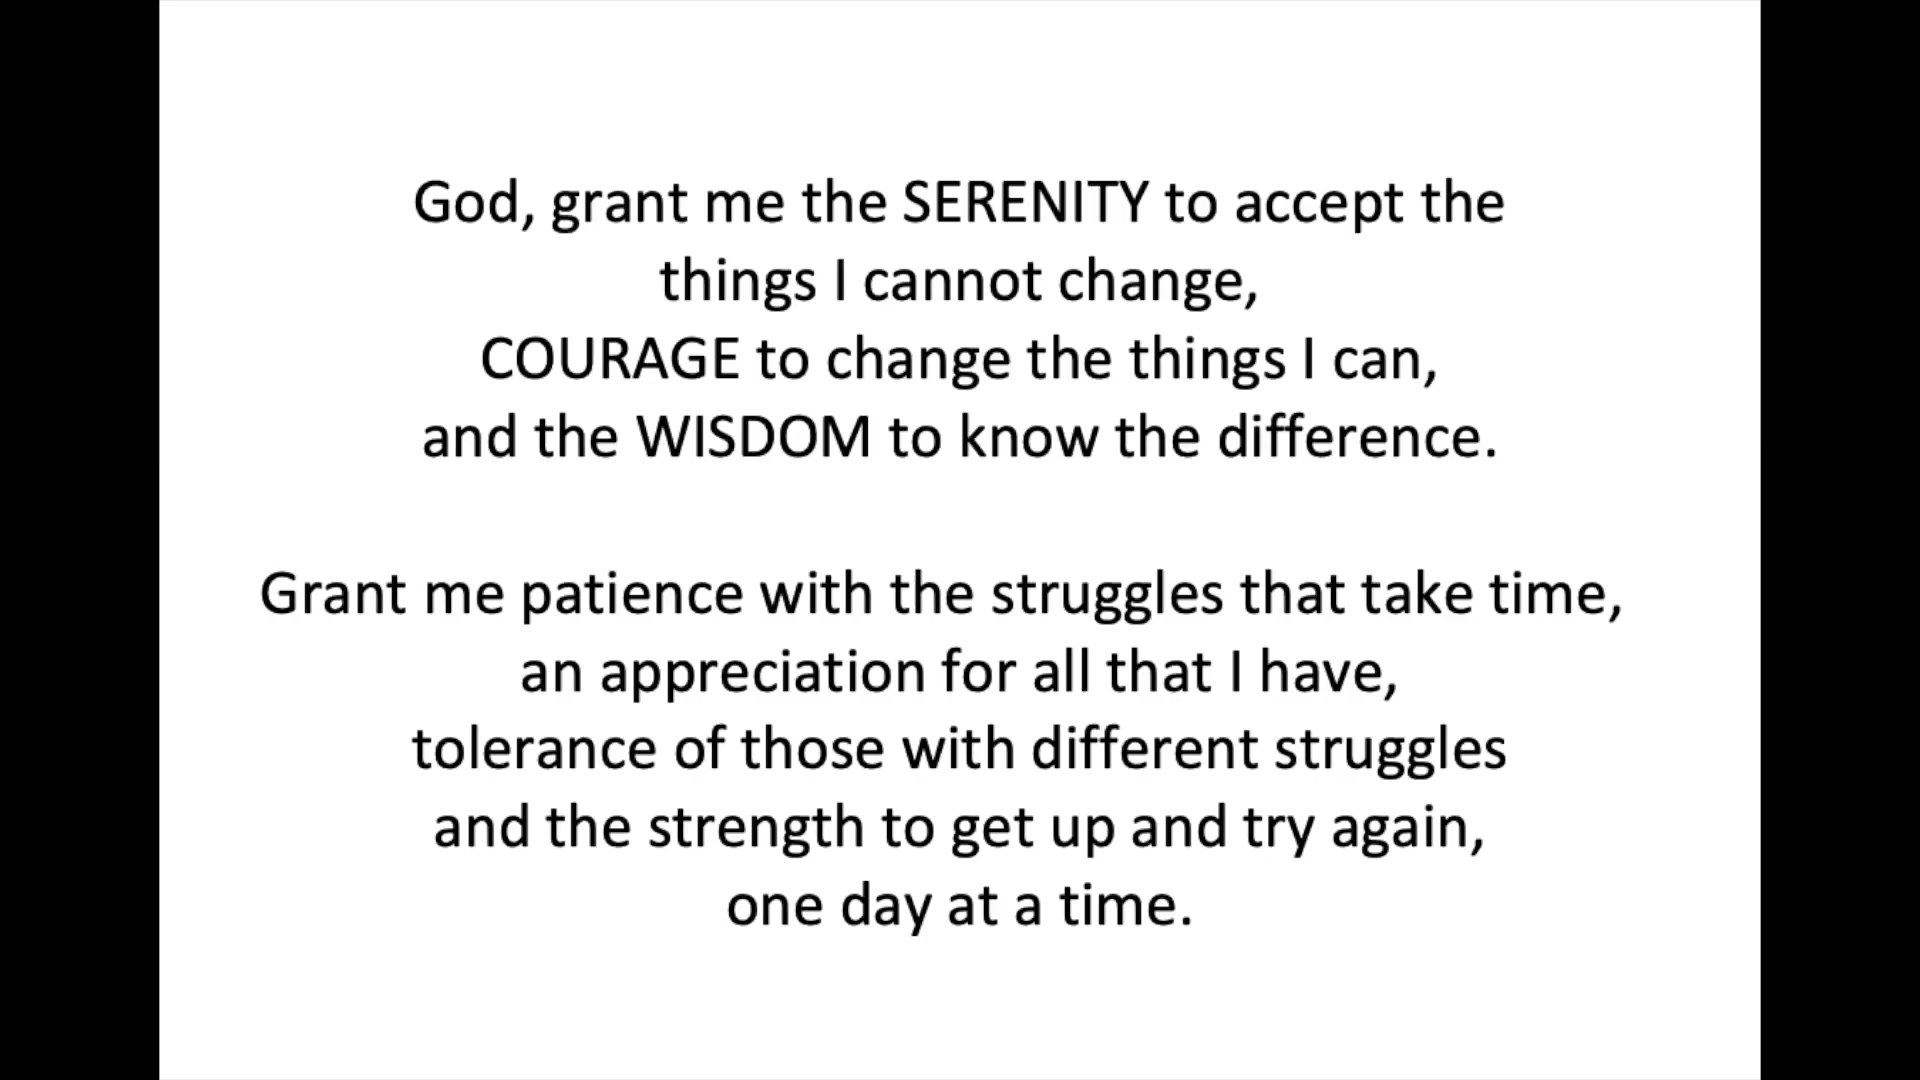 God, grant me the SERENITY to accept the
things I cannot change,
COURAGE to change the things I can,
and the WISDOM to know the difference.
Grant me patience with the struggles that take time,
an appreciation for all that I have,
tolerance of those with different struggles
and the strength to get up and try again,
one day at a time.